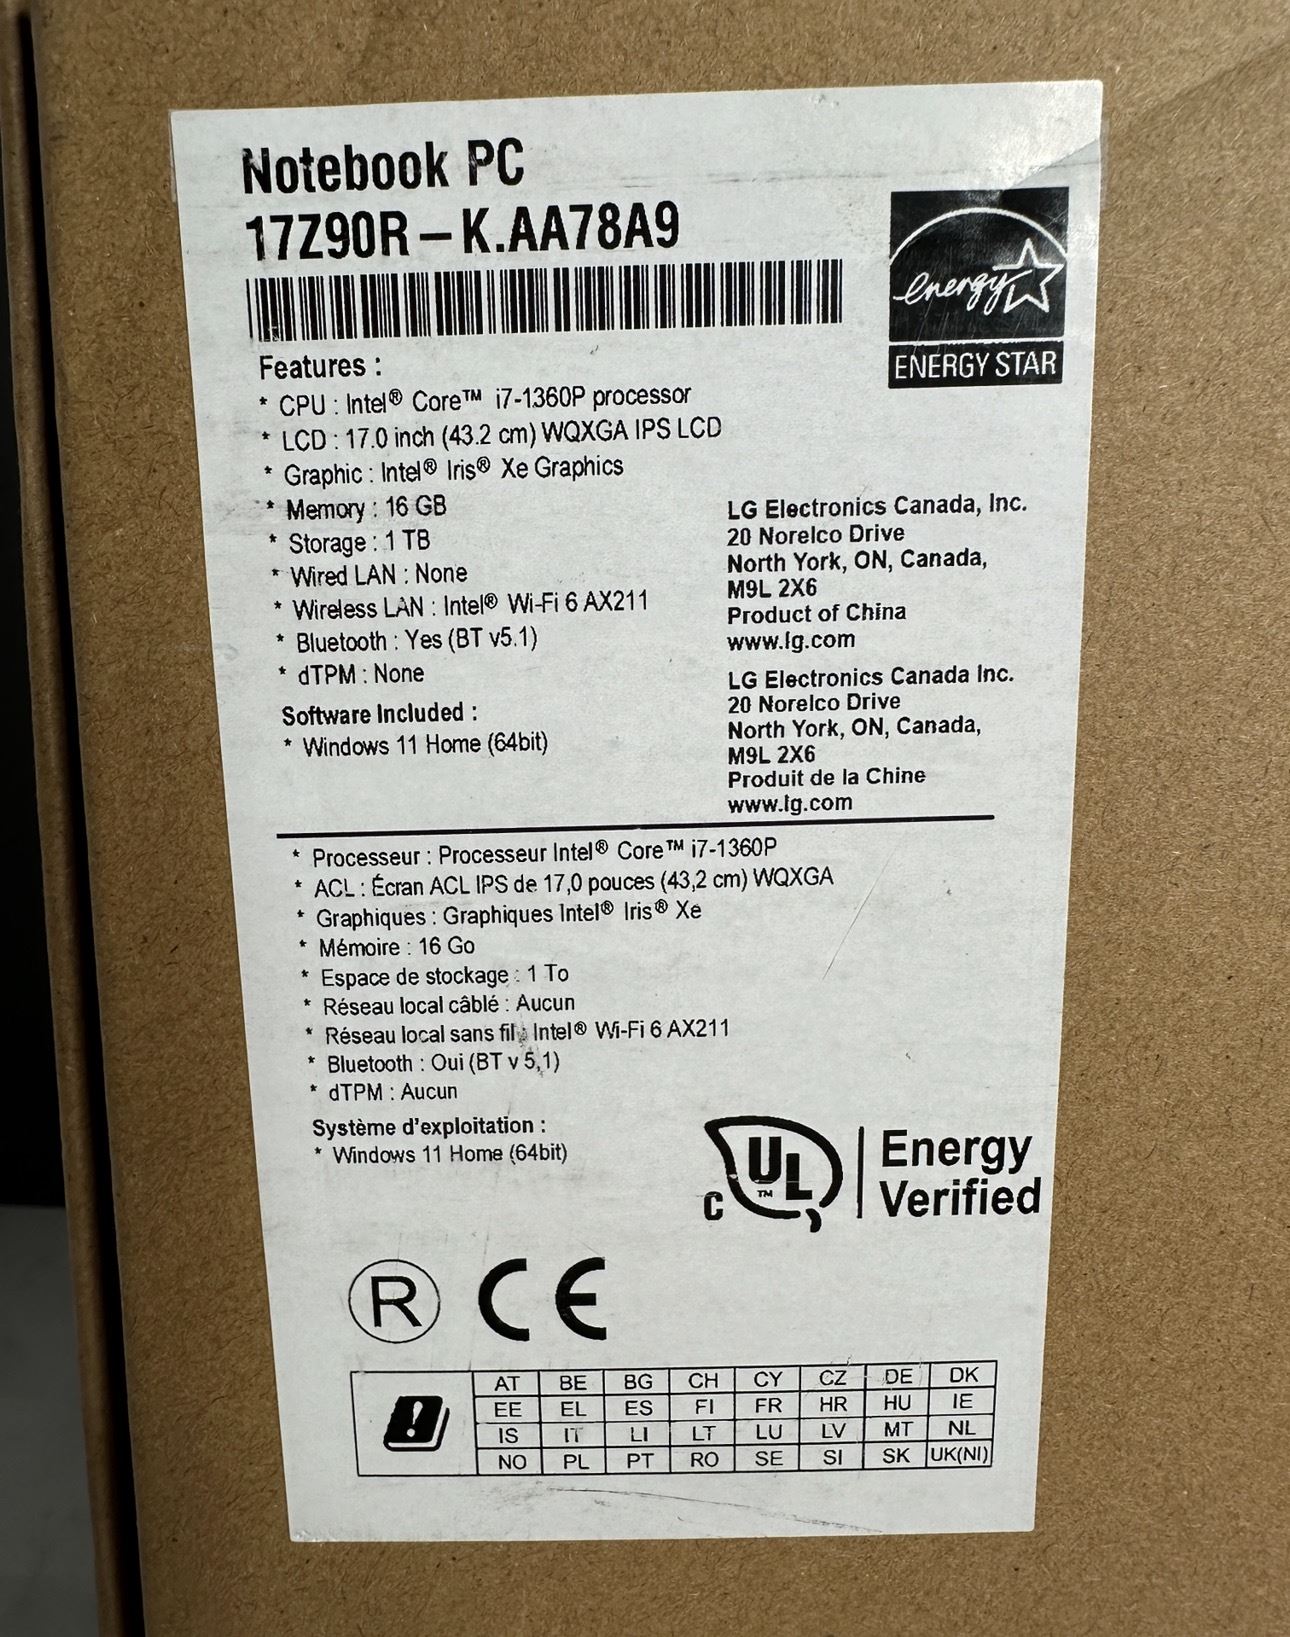 Notebook PC
17Z90R – K.AA78A9
energy
ENERGY STAR
Features :
* CPU : Intel® Core™ i7-1360P processor
* LCD : 17.0 inch (43.2 cm) WQXGA IPS LCD
* Graphic : Intel® Iris® Xe Graphics
* Memory : 16 GB
* Storage : 1 TB
* Wired LAN : None
* Wireless LAN : Intel® Wi-Fi 6 AX211
* Bluetooth : Yes (BT v5.1)
* dTPM : None
Software Included :
* Windows 11 Home (64bit)
LG Electronics Canada, Inc.
20 Norelco Drive
North York, ON, Canada,
M9L 2X6
Product of China
www.lg.com
LG Electronics Canada Inc.
20 Norelco Drive
North York, ON, Canada,
M9L 2X6
Produit de la Chine
www.lg.com
* Processeur : Processeur Intel® Core™ i7-1360P
* ACL : Écran ACL IPS de 17,0 pouces (43,2 cm) WQXGA
* Graphiques : Graphiques Intel® Iris® Xe
* Mémoire : 16 Go
* Espace de stockage : 1 To
* Réseau local câblé : Aucun
* Réseau local sans fil : Intel® Wi-Fi 6 AX211
* Bluetooth : Oui (BT v 5,1)
* dTPM : Aucun
Système d'exploitation :
* Windows 11 Home (64bit)
C UL™ Energy
Verified
R CE
AT BE BG CH CY CZ DE DK
EE EL ES FI FR HR HU IE
IS IT LI LT LU LV MT NL
NO PL PT RO SE SI SK UK(NI)